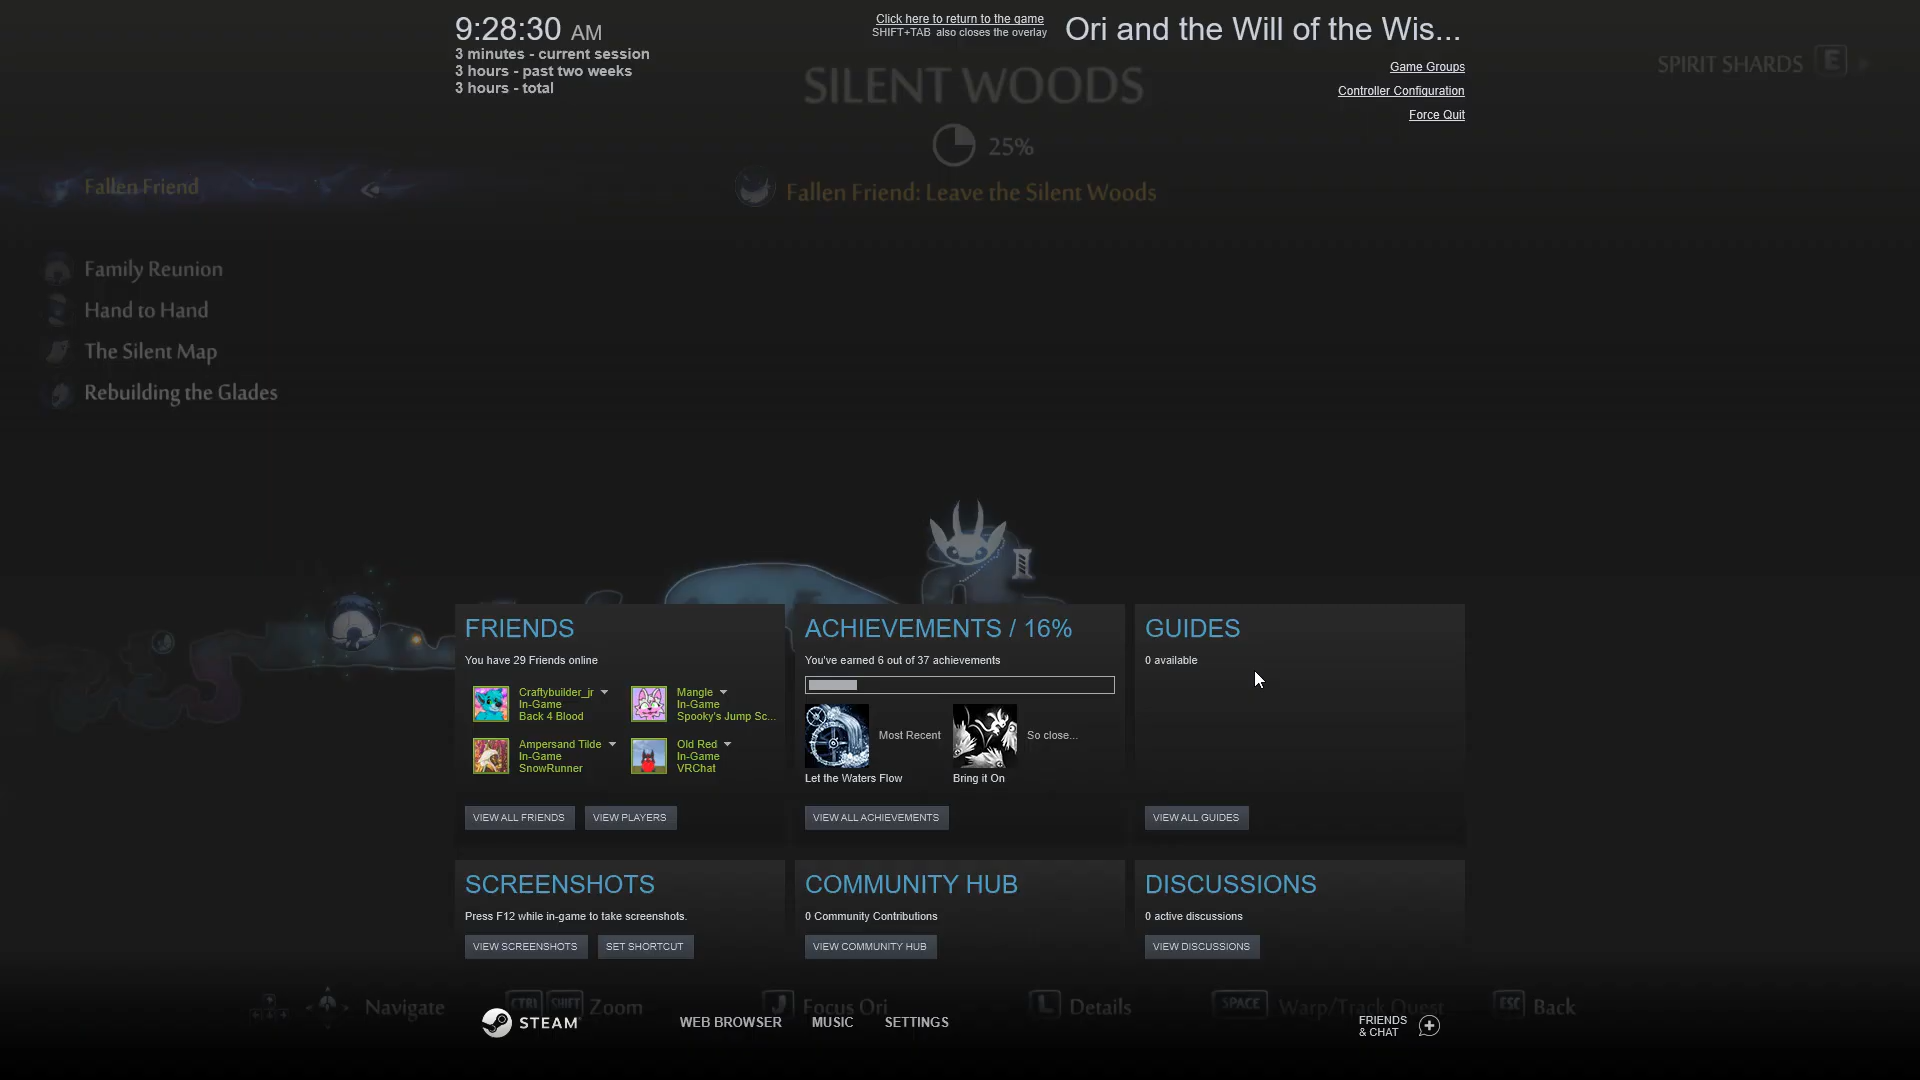 9:28:30 AM
3 minutes - current session
3 hours - past two weeks
3 hours - total
Click here to return to the game
SHIFT+TAB also closes the overlay
Ori and the Will of the Wis...
Game Groups
Controller Configuration
Force Quit
SILENT WOODS
SPIRIT SHARDS E
25%
Fallen Friend
Fallen Friend: Leave the Silent Woods
Family Reunion
Hand to Hand
The Silent Map
Rebuilding the Glades
FRIENDS
You have 29 Friends online
Craftybuilder_jr
In-Game
Back 4 Blood
Mangle
In-Game
Spooky's Jump Sc...
Ampersand Tilde
In-Game
SnowRunner
Old Red
In-Game
VRChat
VIEW ALL FRIENDS
VIEW PLAYERS
ACHIEVEMENTS / 16%
You've earned 6 out of 37 achievements
Most Recent
Let the Waters Flow
So close...
Bring it On
VIEW ALL ACHIEVEMENTS
GUIDES
0 available
VIEW ALL GUIDES
SCREENSHOTS
Press F12 while in-game to take screenshots.
VIEW SCREENSHOTS
SET SHORTCUT
COMMUNITY HUB
0 Community Contributions
VIEW COMMUNITY HUB
DISCUSSIONS
0 active discussions
VIEW DISCUSSIONS
Navigate
CTRL SHIFT Zoom
J Focus Ori
L Details
SPACE Warp/Track Quest
ESC Back
STEAM
WEB BROWSER
MUSIC
SETTINGS
FRIENDS
& CHAT